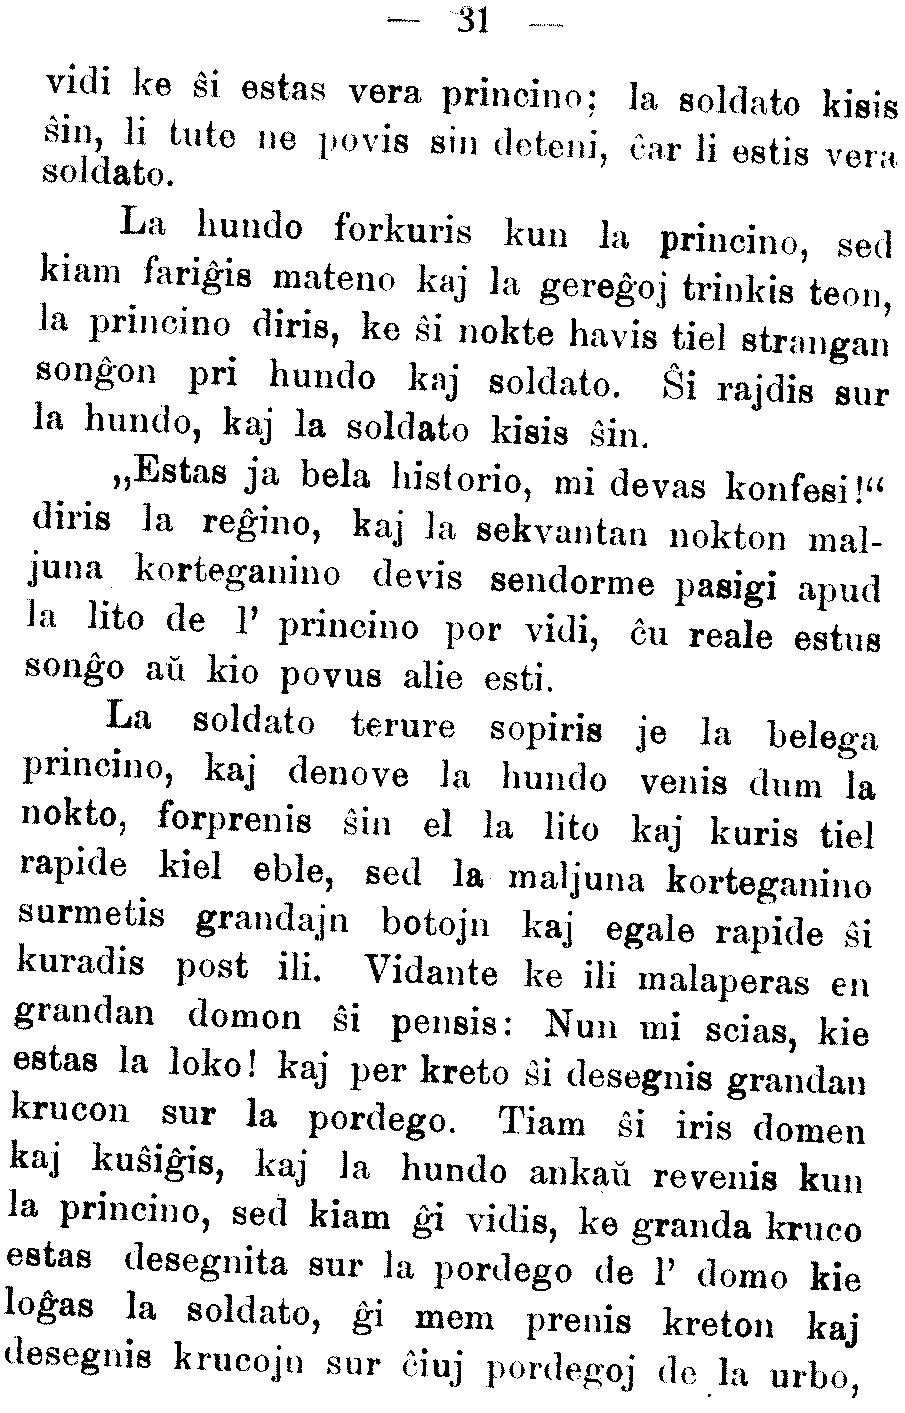 — 31 —
vidi ke ŝi estas vera princino; la soldato kisis
ŝin, li tute ne povis sin deteni, ĉar li estis vera
soldato.
La hundo forkuris kun la princino, sed
kiam fariĝis mateno kaj la gereĝoj trinkis teon,
la princino diris, ke ŝi nokte havis tiel strangan
sonĝon pri hundo kaj soldato. Ŝi rajdis sur
la hundo, kaj la soldato kisis ŝin.
„Estas ja bela historio, mi devas konfesi!“
diris la reĝino, kaj la sekvantan nokton mal-
juna korteganino devis sendorme pasigi apud
la lito de l’ princino por vidi, ĉu reale estus
sonĝo aŭ kio povus alie esti.
La soldato terure sopiris je la belega
princino, kaj denove la hundo venis dum la
nokto, forprenis ŝin el la lito kaj kuris tiel
rapide kiel eble, sed la maljuna korteganino
surmetis grandajn botojn kaj egale rapide ŝi
kuradis post ili. Vidante ke ili malaperas en
grandan domon ŝi pensis: Nun mi scias, kie
estas la loko! kaj per kreto ŝi desegnis grandan
krucon sur la pordego. Tiam ŝi iris domen
kaj kuŝiĝis, kaj la hundo ankaŭ revenis kun
la princino, sed kiam ĝi vidis, ke granda kruco
estas desegnita sur la pordego de l’ domo kie
loĝas la soldato, ĝi mem prenis kreton kaj
desegnis krucojn sur ĉiuj pordegoj de la urbo,